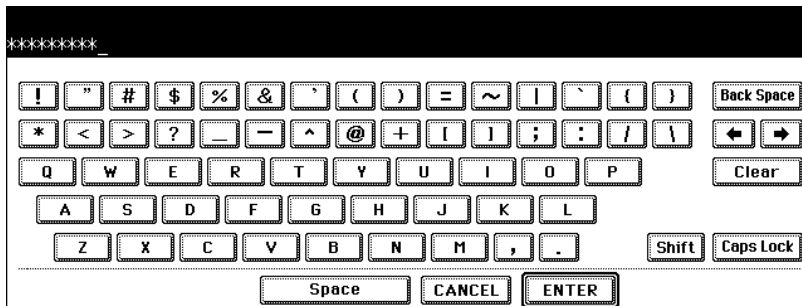 *********_
! " # $ % & ' ( ) = ~ | ` { } Back Space
* < > ? _ - ^ @ + [ ] ; : / \ ← →
Q W E R T Y U I O P Clear
A S D F G H J K L
Z X C V B N M , . Shift Caps Lock
Space CANCEL ENTER